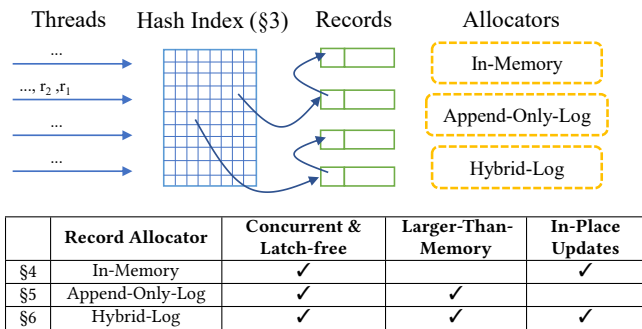 Threads Hash Index (§3) Records Allocators
...
..., r2 ,r1
...
...
In-Memory
Append-Only-Log
Hybrid-Log
Record Allocator Concurrent & Latch-free Larger-Than-Memory In-Place Updates
§4 In-Memory ✓ ✓
§5 Append-Only-Log ✓ ✓
§6 Hybrid-Log ✓ ✓ ✓